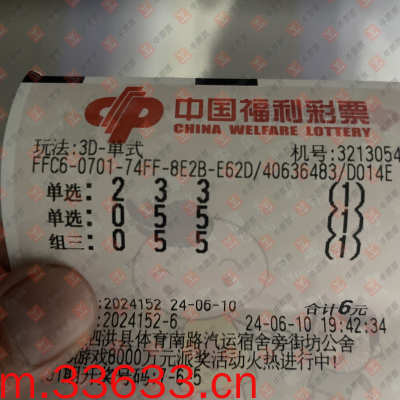 中国福利彩票
CHINA WELFARE LOTTERY
玩法:3D-单式 机号:3213054
FFC6-0701-74FF-8E2B-E62D/40636483/D014E
单选: 2 3 3 (1)
单选: 0 5 5 (1)
组三: 0 5 5 (1)
:2024152 24-06-10 合计6元
:2024152-6 24-06-10 19:42:34
泗洪县体育南路汽运宿舍旁街坊公舍
游戏8000万元派奖活动火热进行中!
m.33633.cn